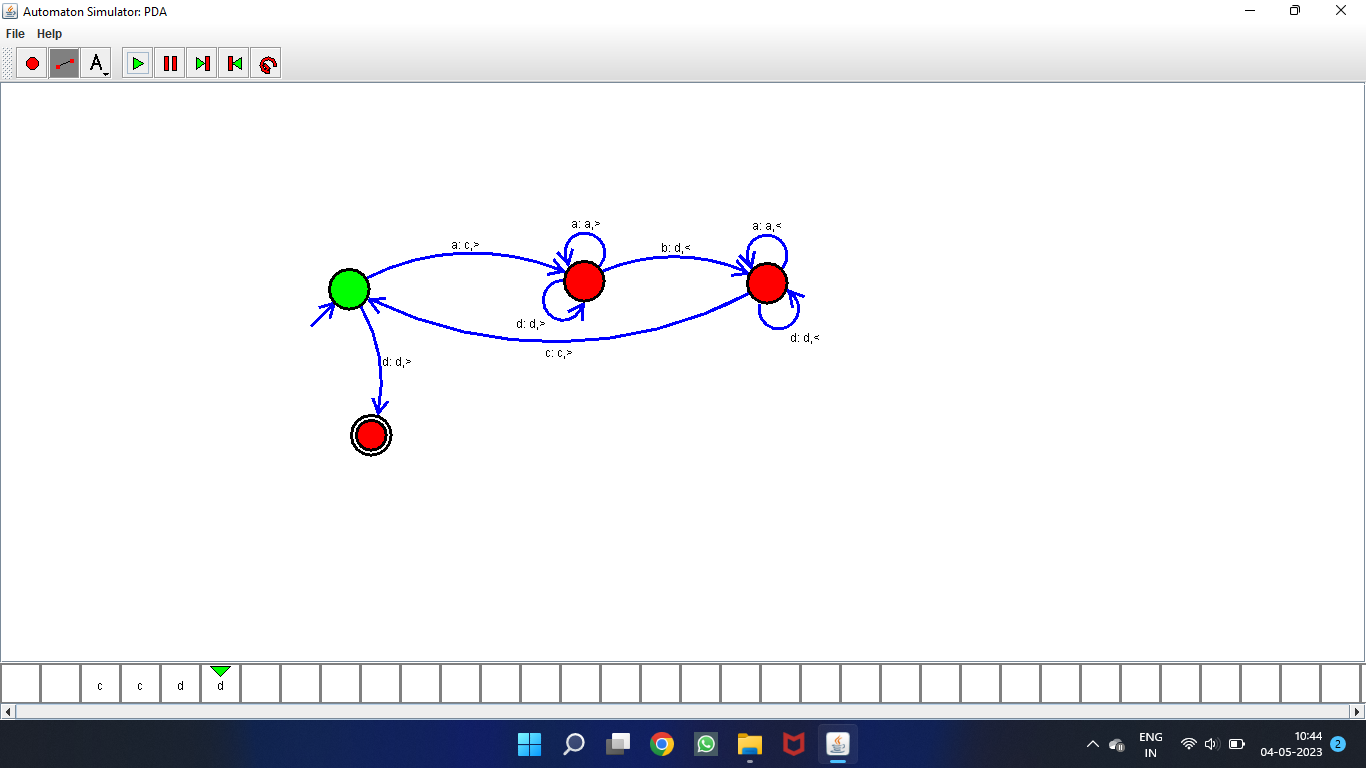 Automaton Simulator: PDA
File Help
A
a: a,>
a: a,<
a: c,>
b: d,<
d: d,>
d: d,<
c: c,>
d: d,>
c c d d
ENG
IN
10:44
04-05-2023
2